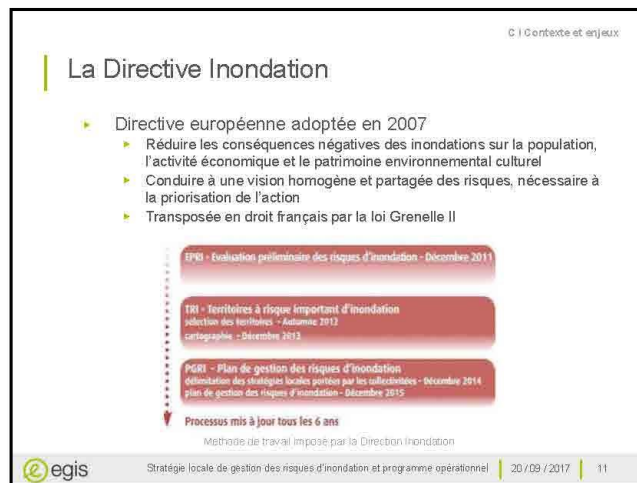 C I Contexte et enjeux
La Directive Inondation
Directive européenne adoptée en 2007
Réduire les conséquences négatives des inondations sur la population,
l'activité économique et le patrimoine environnemental culturel
Conduire à une vision homogène et partagée des risques, nécessaire à
la priorisation de l'action
Transposée en droit français par la loi Grenelle II
EPRI - Evaluation préliminaire des risques d'inondation - Décembre 2011
TRI - Territoires à risque important d'inondation
sélection des territoires - Automne 2012
cartographie - Décembre 2013
PGRI - Plan de gestion des risques d'inondation
délimitation des stratégies locales portées par les collectivitées - Décembre 2014
plan de gestion des risques d'inondation - Décembre 2015
Processus mis à jour tous les 6 ans
Méthode de travail imposé par la Direction Inondation
egis
Stratégie locale de gestion des risques d'inondation et programme opérationnel
20 / 09 / 2017
11